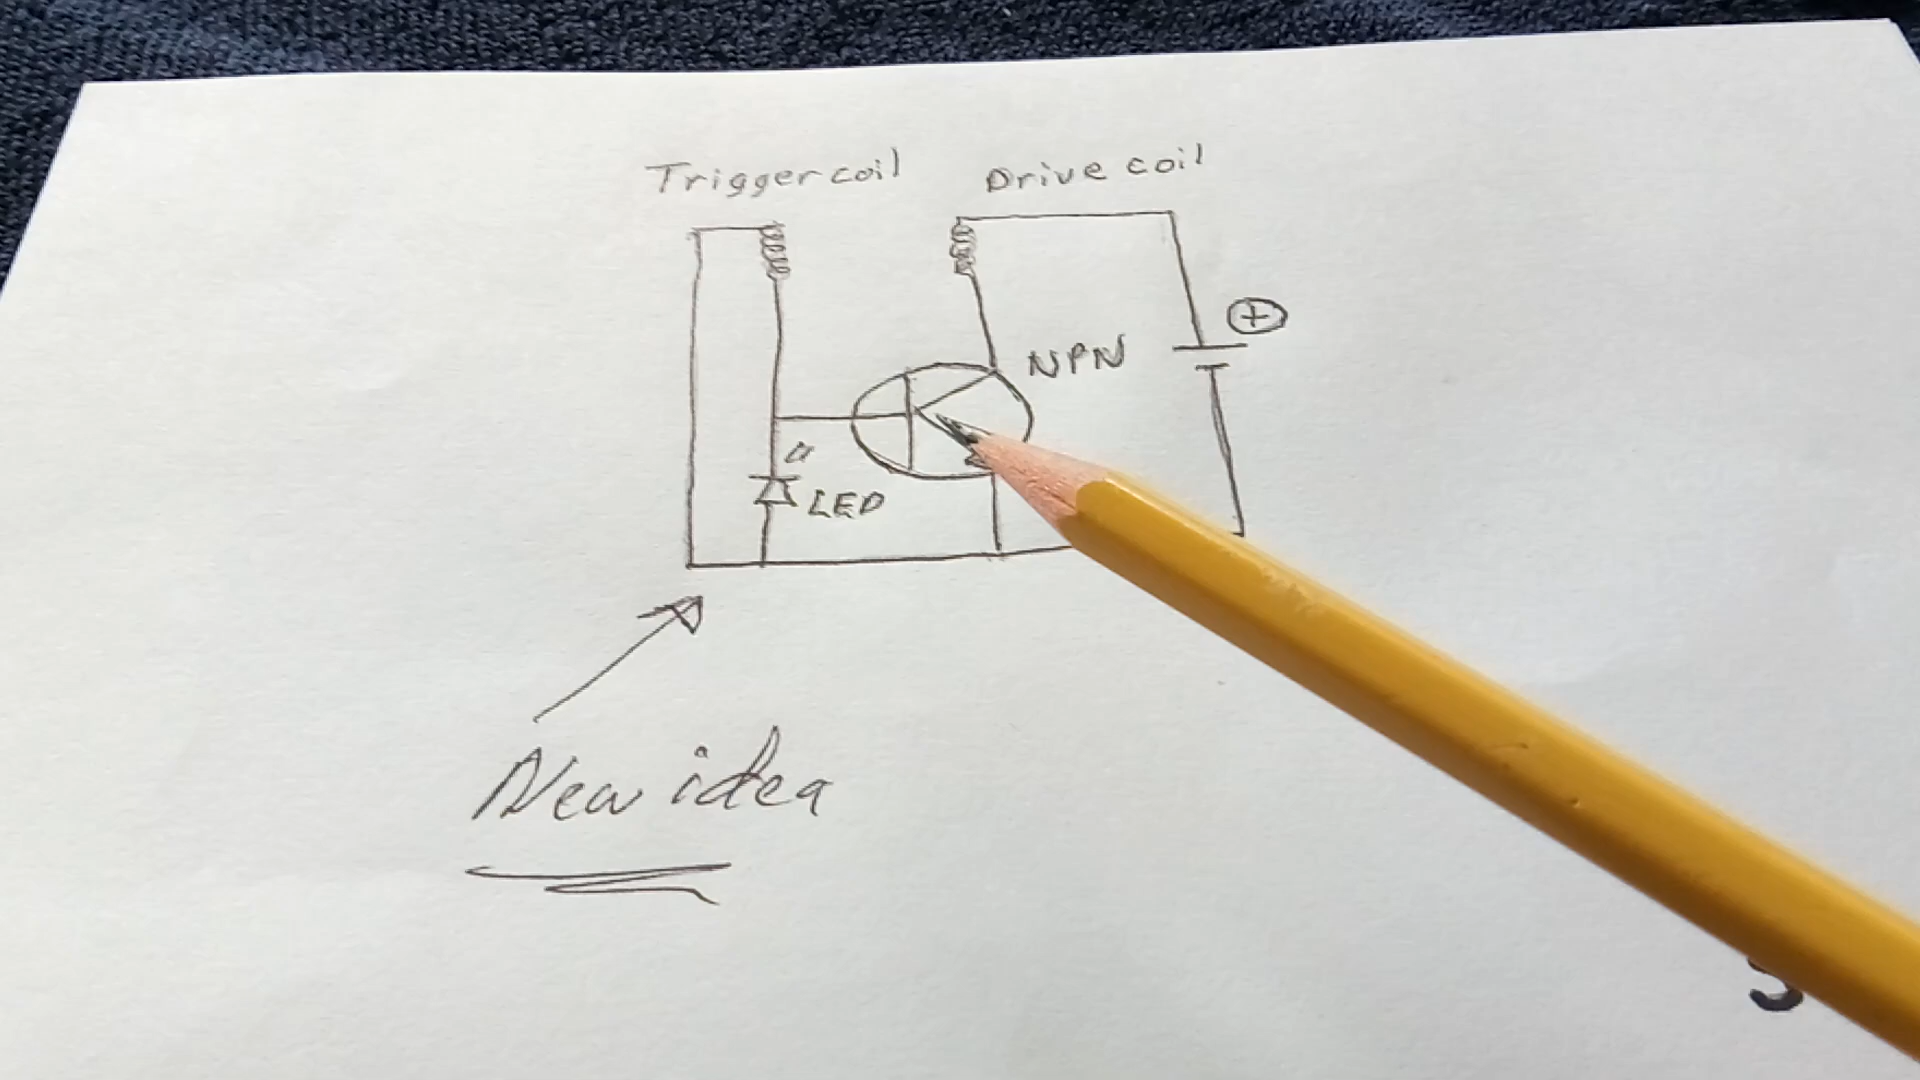 Trigger coil
Drive coil
+
NPN
LED
New idea